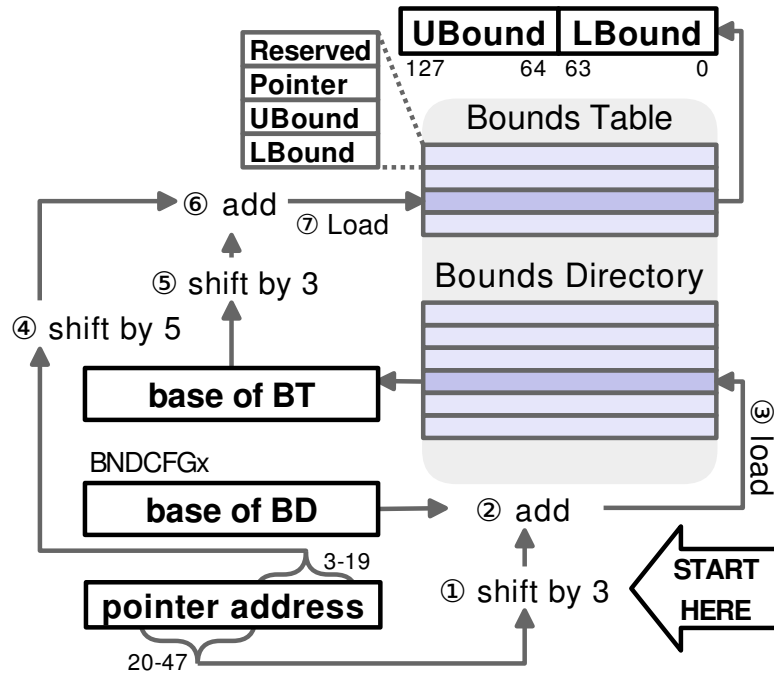 UBound LBound
127 64 63 0
Reserved
Pointer
UBound
LBound
Bounds Table
⑥ add
⑦ Load
⑤ shift by 3
Bounds Directory
④ shift by 5
base of BT
③ load
BNDCFGx
base of BD
② add
3-19
pointer address
① shift by 3
START
HERE
20-47